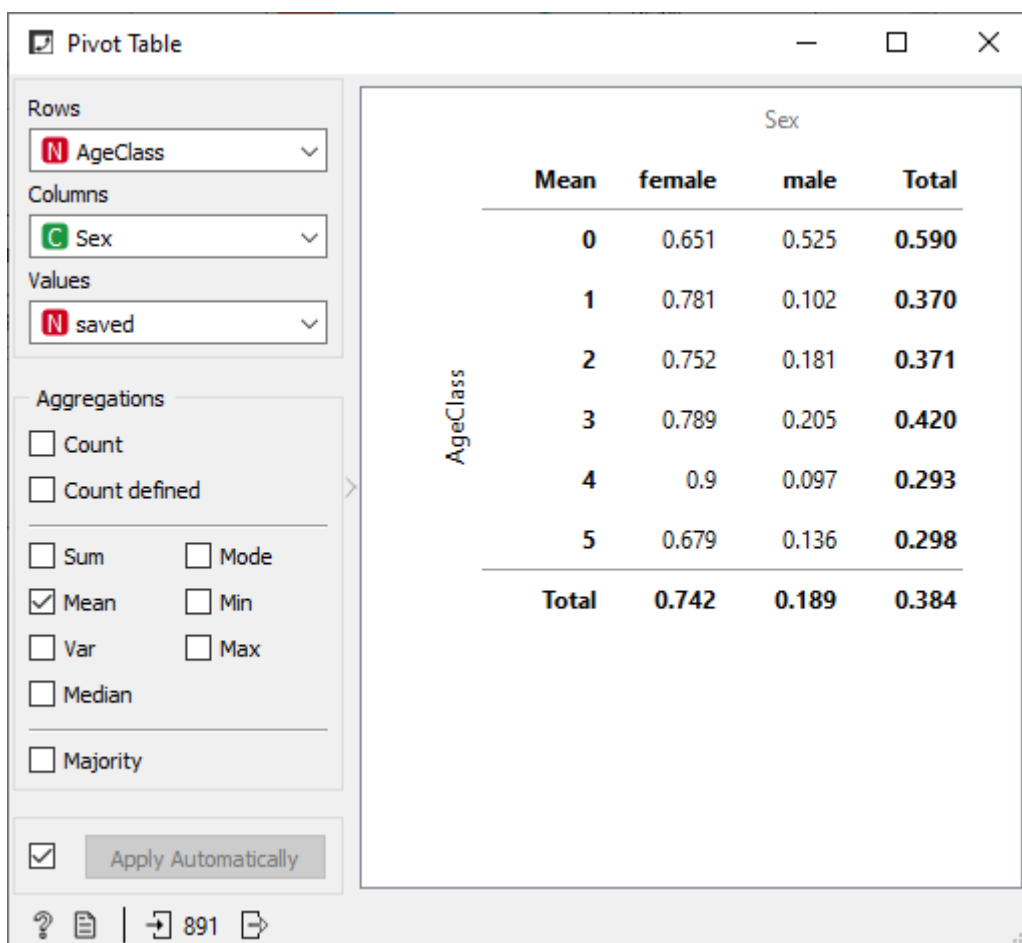 Pivot Table
Rows
N AgeClass
Columns
C Sex
Values
N saved
Aggregations
Count
Count defined
Sum Mode
Mean Min
Var Max
Median
Majority
Apply Automatically
? 891
Sex
Mean female male Total
AgeClass
0 0.651 0.525 0.590
1 0.781 0.102 0.370
2 0.752 0.181 0.371
3 0.789 0.205 0.420
4 0.9 0.097 0.293
5 0.679 0.136 0.298
Total 0.742 0.189 0.384